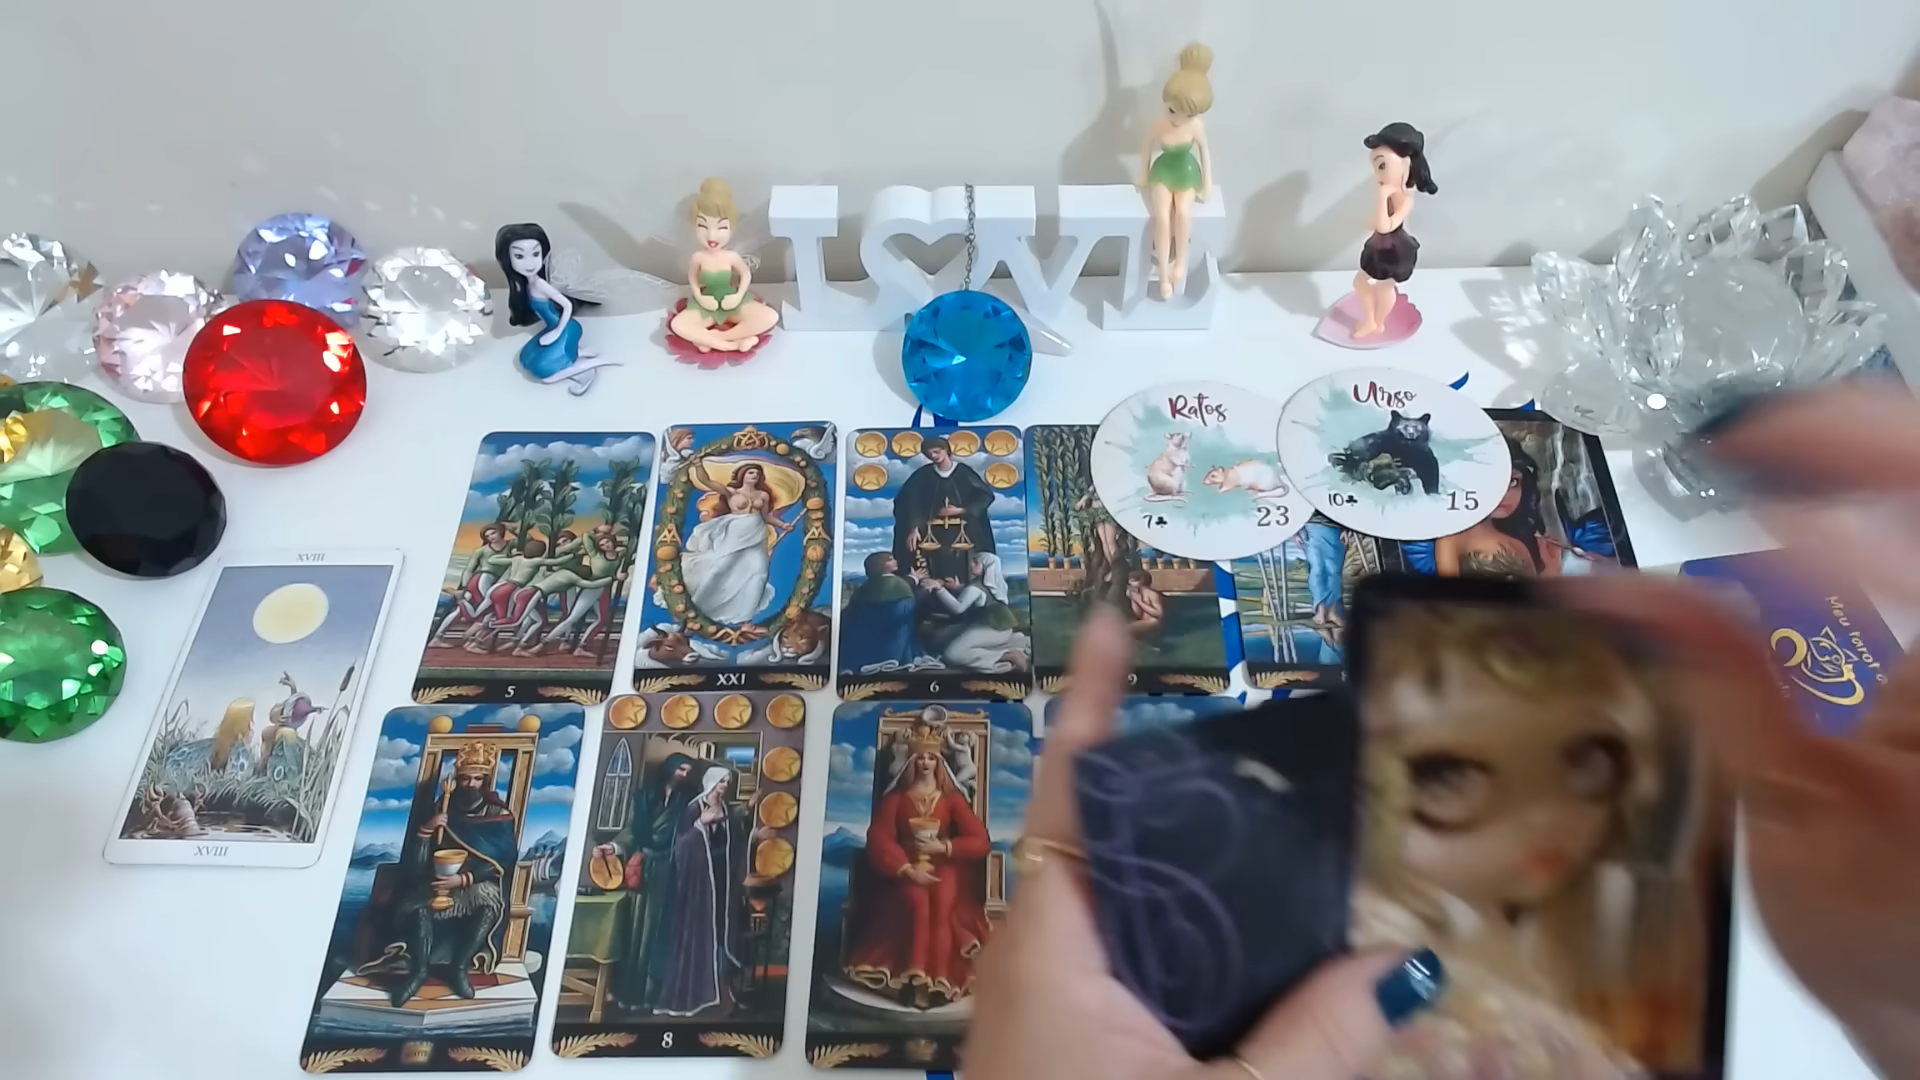 LOVE
Ratos
7♣ 23
Urso
10♣ 15
XVIII
XVIII
5
XXI
6
9
8
Meu tarot